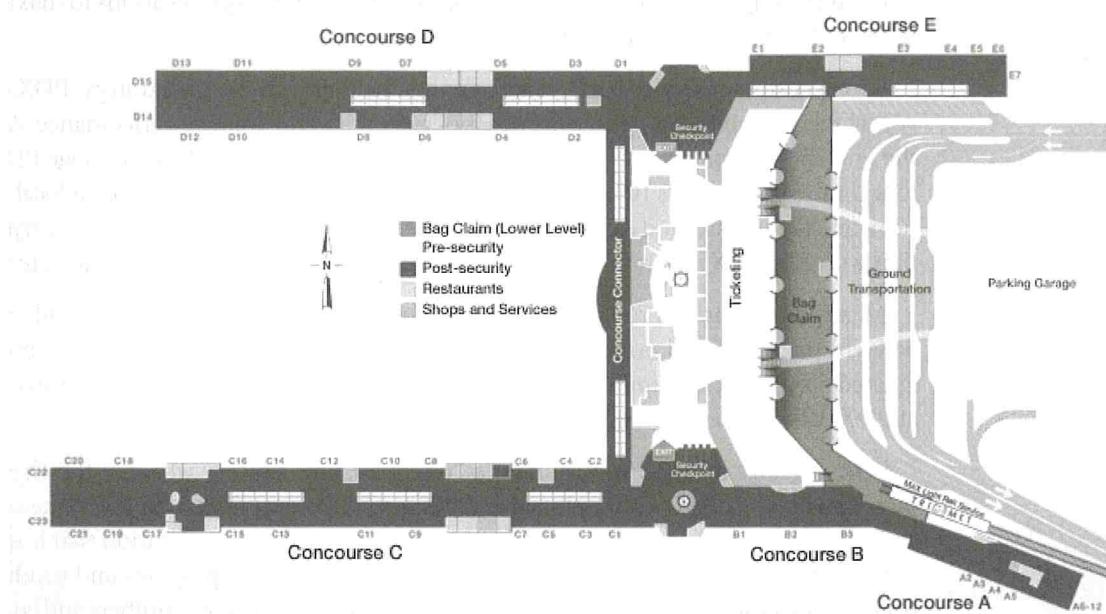 Concourse D
Concourse E
D13
D11
D9
D7
D5
D3
D1
E1
E2
E3
E4
E5
E6
D15
E7
D14
D12
D10
D8
D6
D4
D2
Security
Checkpoint
EXIT
Bag Claim (Lower Level)
Pre-security
Post-security
Restaurants
Shops and Services
N
Concourse Connector
Ticketing
Bag
Claim
Ground
Transportation
Parking Garage
EXIT
Security
Checkpoint
C20
C18
C16
C14
C12
C10
C8
C6
C4
C2
C22
C23
C21
C19
C17
C15
C13
C11
C9
C7
C5
C3
C1
B1
B2
B3
MAX Light Rail Station
TRIMET
Concourse C
Concourse B
A2
A3
A4
A5
A6-12
Concourse A